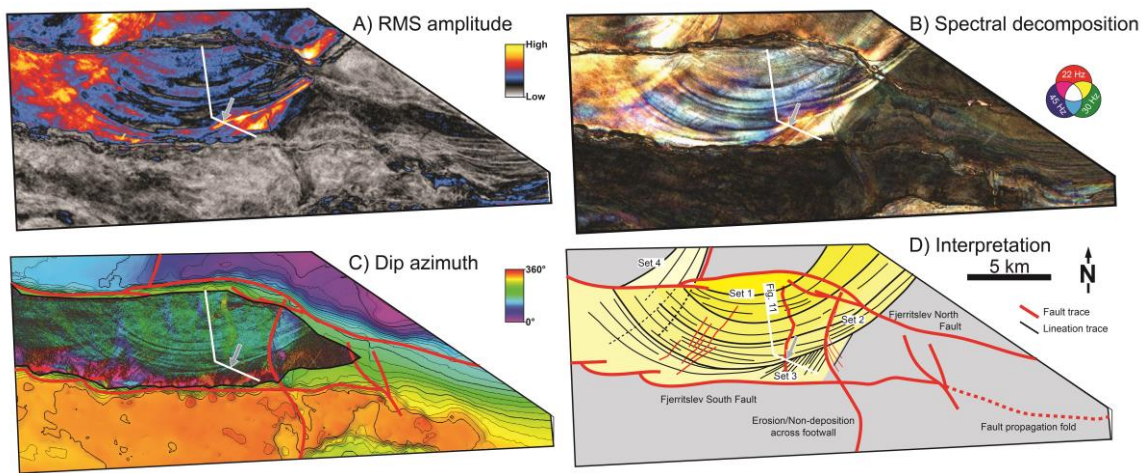 A) RMS amplitude
High
Low
B) Spectral decomposition
22 Hz
45 Hz
30 Hz
C) Dip azimuth
360°
0°
D) Interpretation
5 km
N
Fault trace
Lineation trace
Set 4
Set 1
Fig. 11
Set 2
Set 3
Fjerritslev North
Fault
Fjerritslev South Fault
Erosion/Non-deposition
across footwall
Fault propagation fold